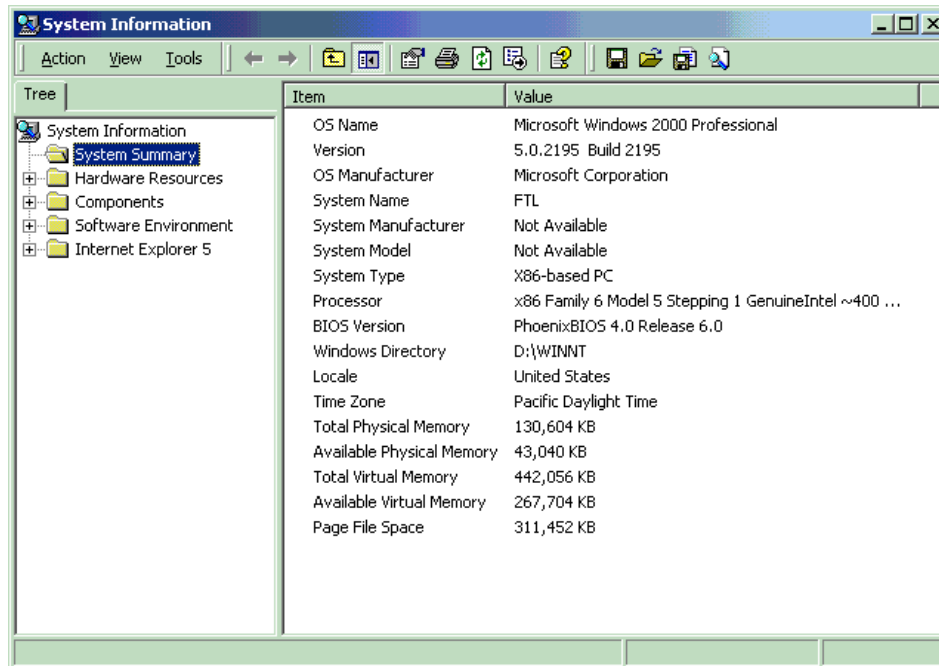 System Information
Action View Tools
Tree
System Information
System Summary
Hardware Resources
Components
Software Environment
Internet Explorer 5
Item Value
OS Name Microsoft Windows 2000 Professional
Version 5.0.2195 Build 2195
OS Manufacturer Microsoft Corporation
System Name FTL
System Manufacturer Not Available
System Model Not Available
System Type X86-based PC
Processor x86 Family 6 Model 5 Stepping 1 GenuineIntel ~400 ...
BIOS Version PhoenixBIOS 4.0 Release 6.0
Windows Directory D:\WINNT
Locale United States
Time Zone Pacific Daylight Time
Total Physical Memory 130,604 KB
Available Physical Memory 43,040 KB
Total Virtual Memory 442,056 KB
Available Virtual Memory 267,704 KB
Page File Space 311,452 KB